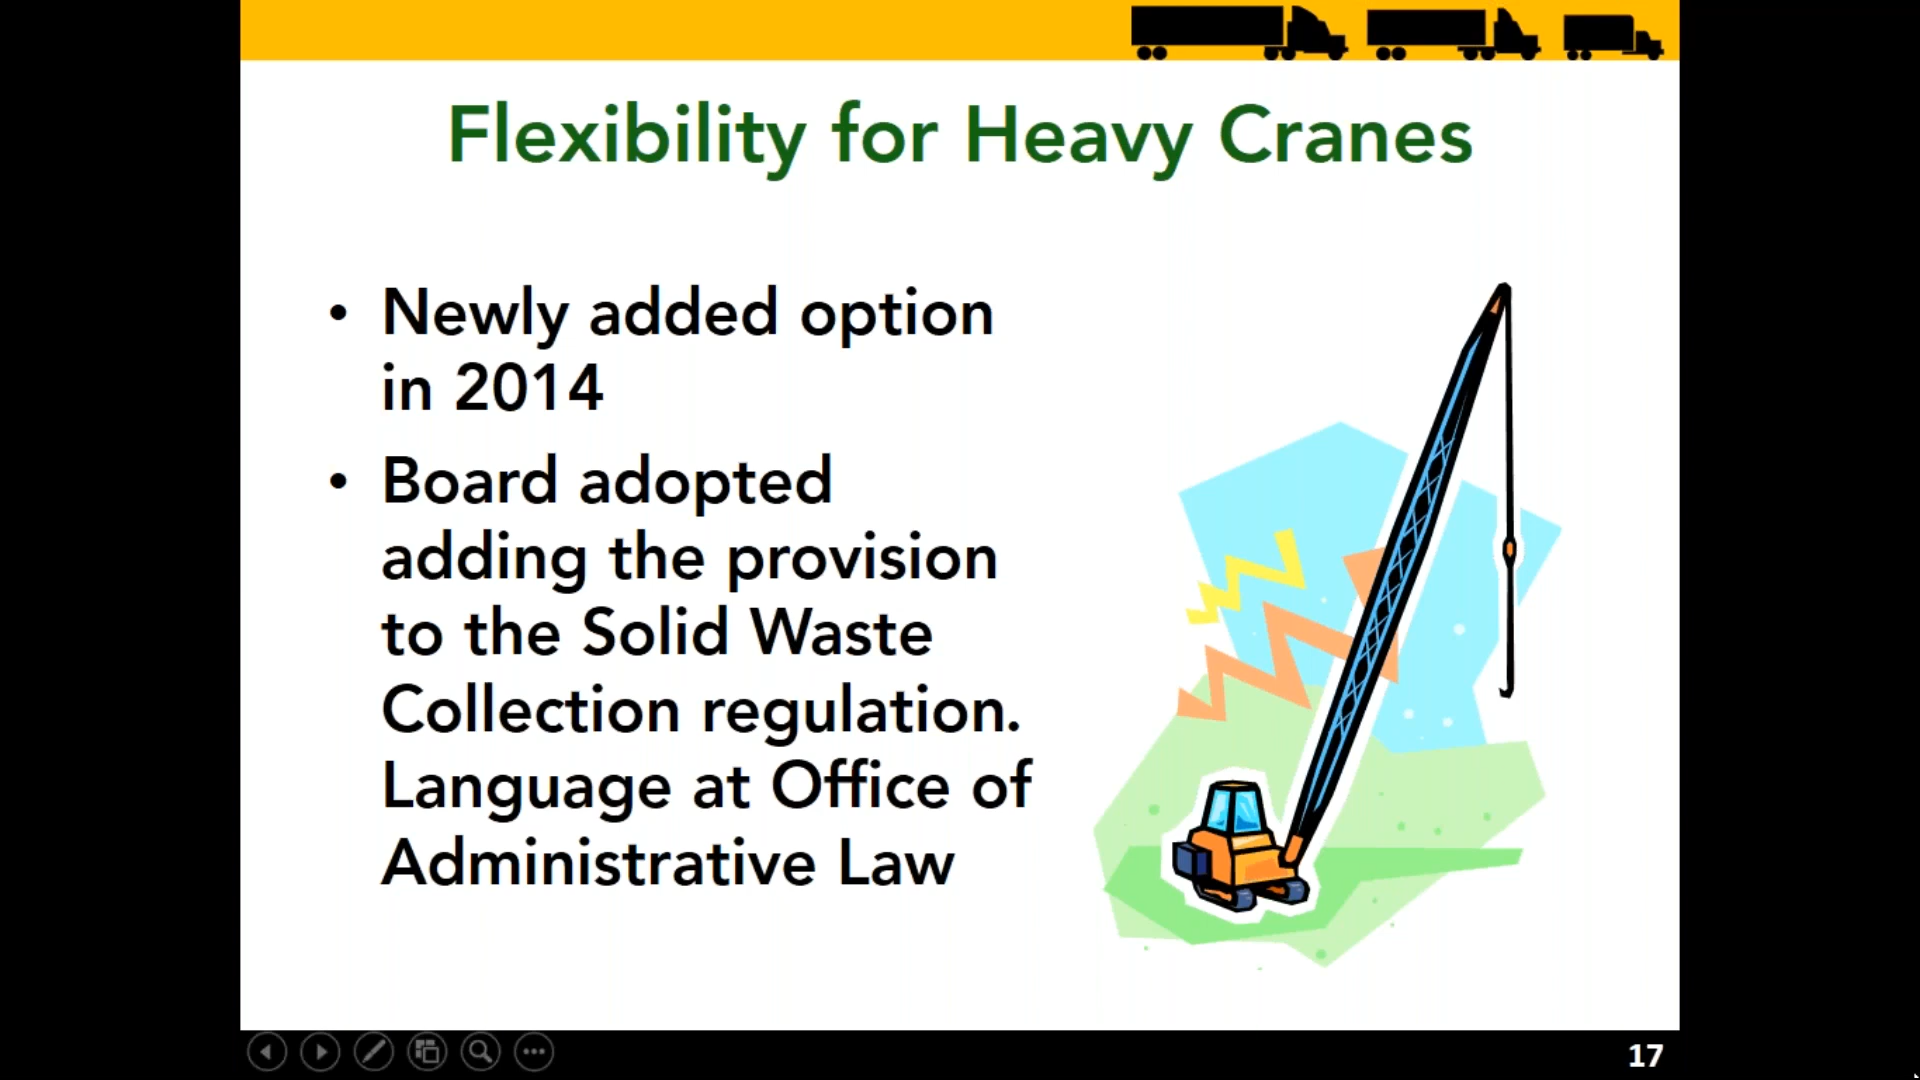 Flexibility for Heavy Cranes
• Newly added option
in 2014
• Board adopted
adding the provision
to the Solid Waste
Collection regulation.
Language at Office of
Administrative Law
17